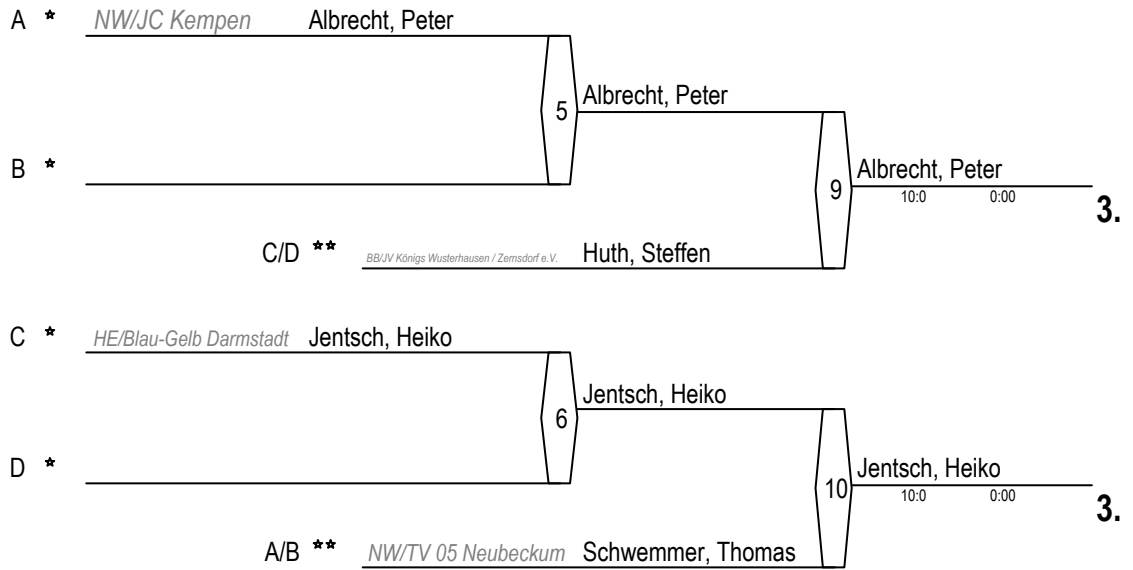 A * NW/JC Kempen Albrecht, Peter
5 Albrecht, Peter
B *
9 Albrecht, Peter
10:0 0:00
3.
C/D ** BB/JV Königs Wusterhausen / Zernsdorf e.V. Huth, Steffen
C * HE/Blau-Gelb Darmstadt Jentsch, Heiko
6 Jentsch, Heiko
D *
10 Jentsch, Heiko
10:0 0:00
3.
A/B ** NW/TV 05 Neubeckum Schwemmer, Thomas